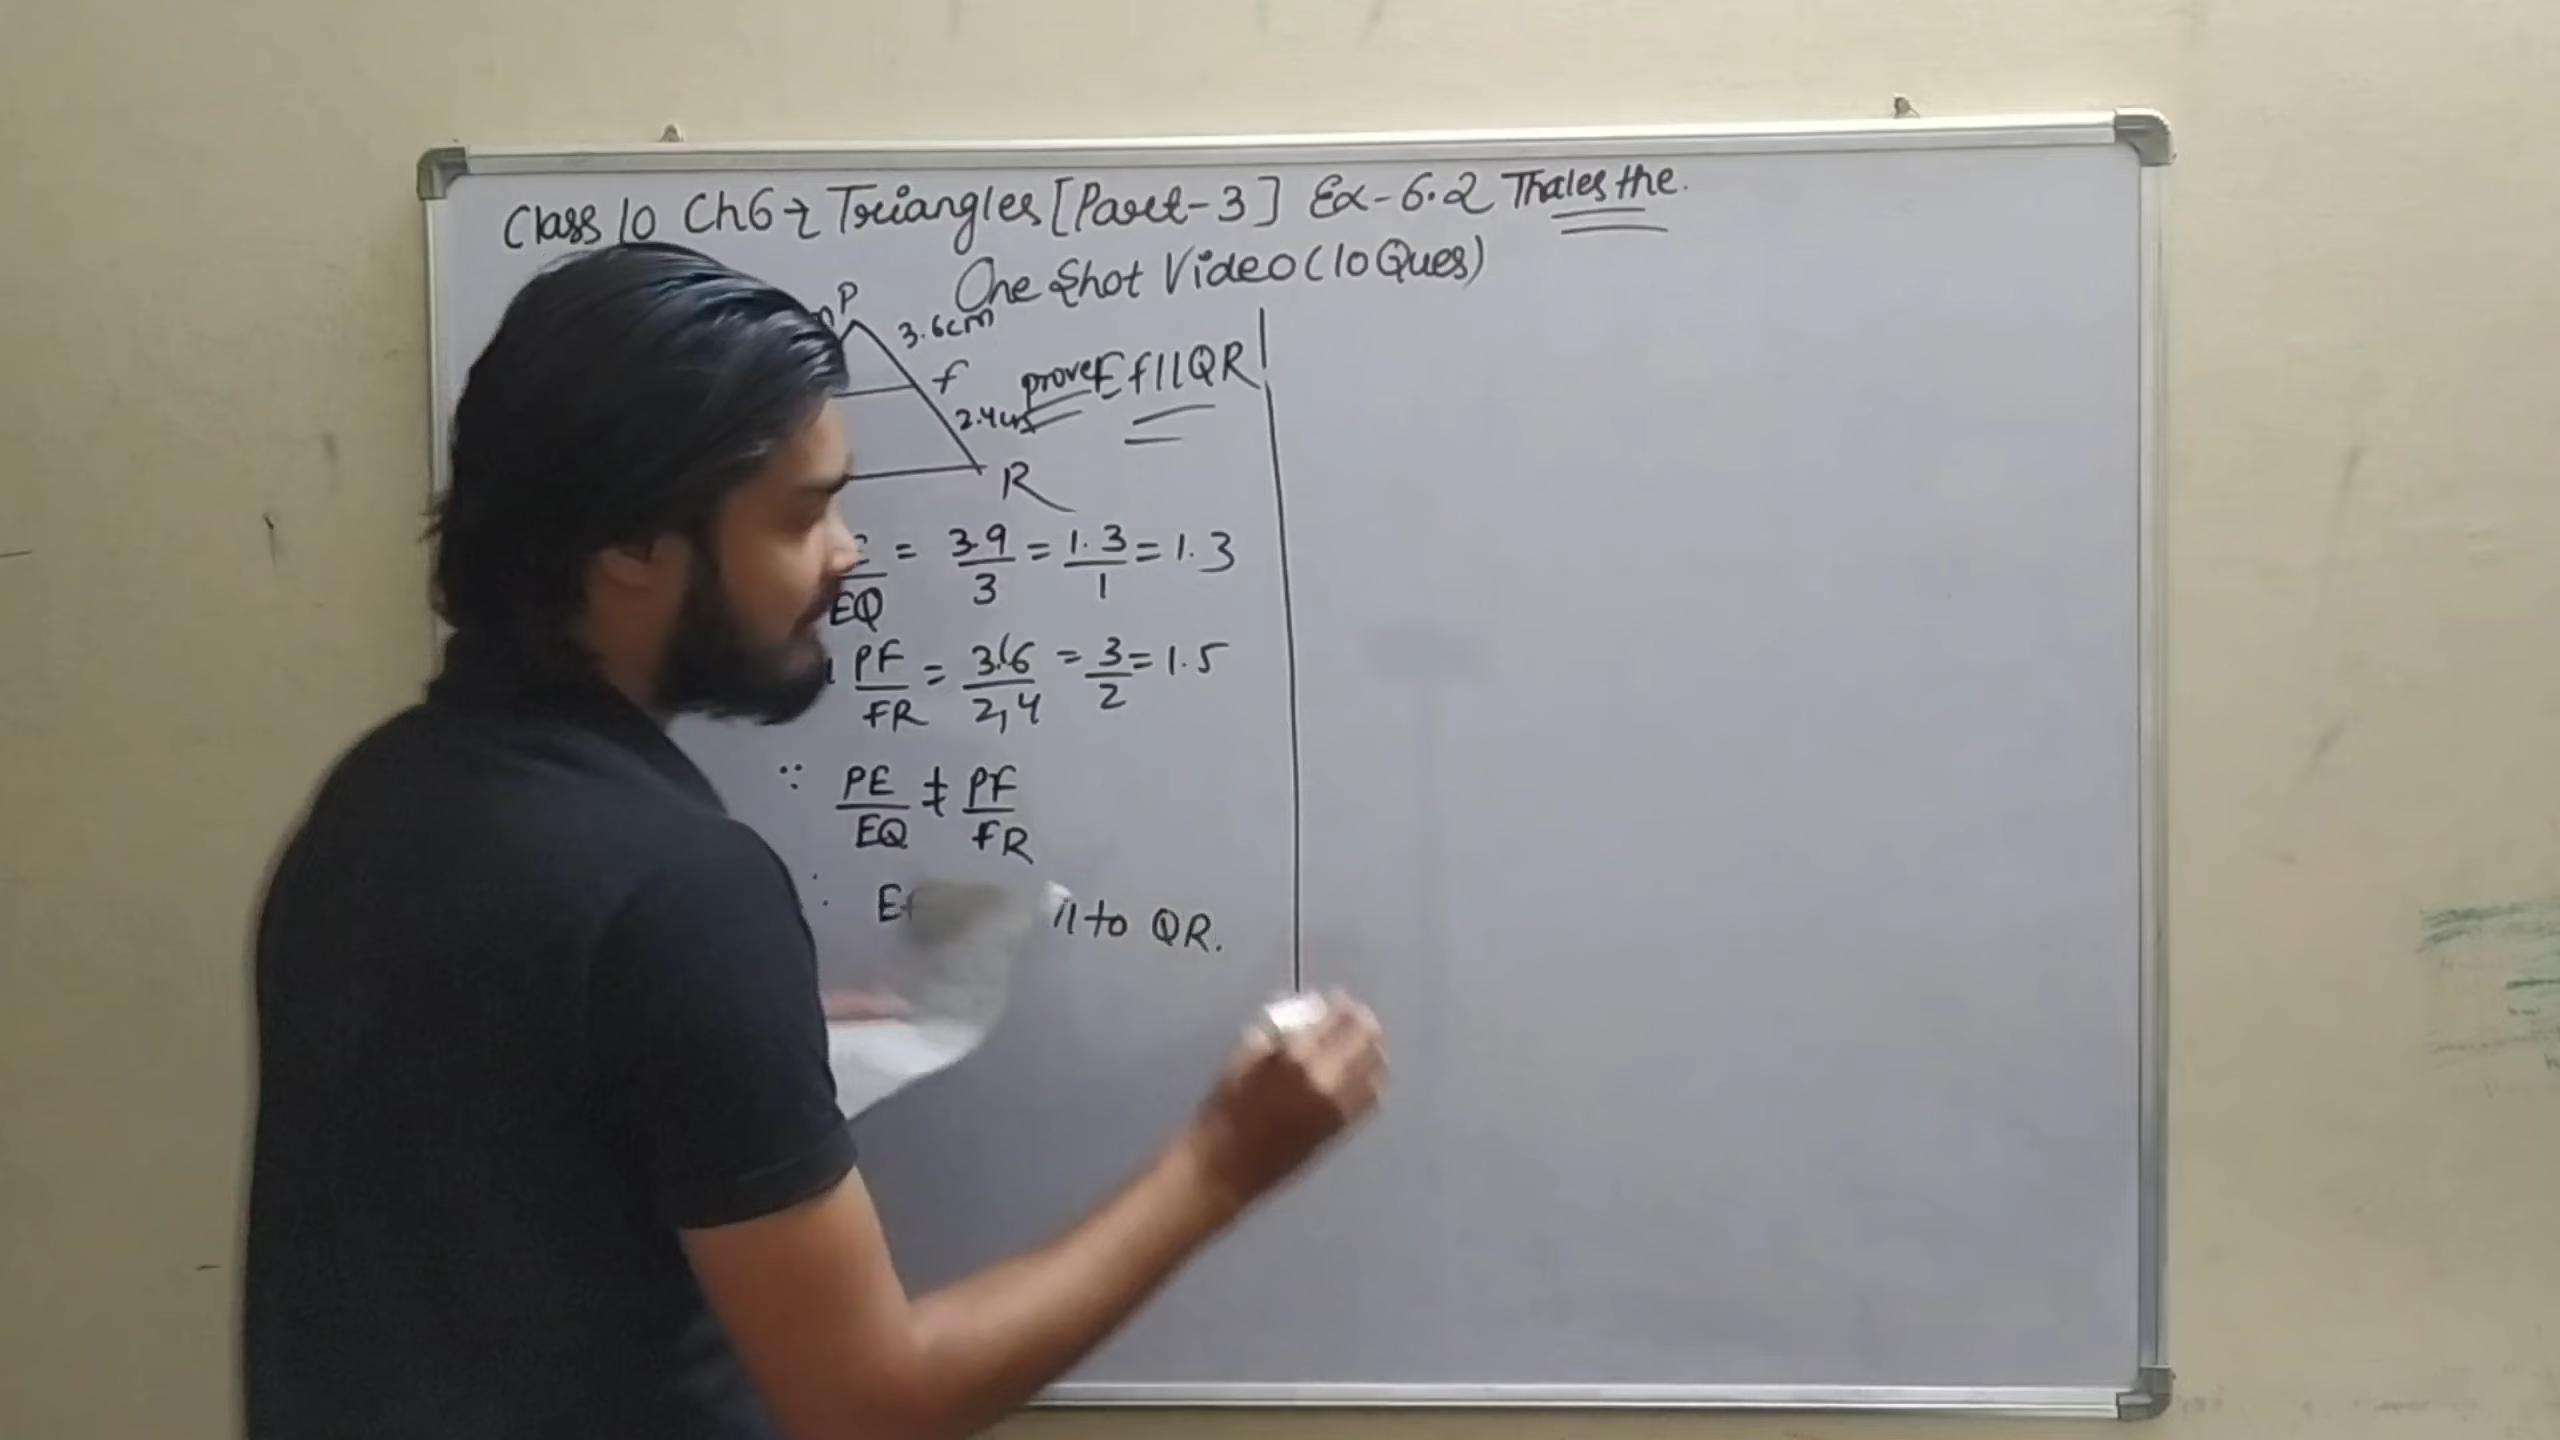 Class 10 Ch6 → Triangles [Part-3] Ex-6.2 Thales the.
One Shot Video (10 Ques)
P
3.6cm
f
prove Ef||QR
2.4cm
R
EQ = 3.9/3 = 1.3/1 = 1.3
PF/FR = 3.6/2.4 = 3/2 = 1.5
∵ PE/EQ ≠ PF/FR
∴ Ef || to QR.